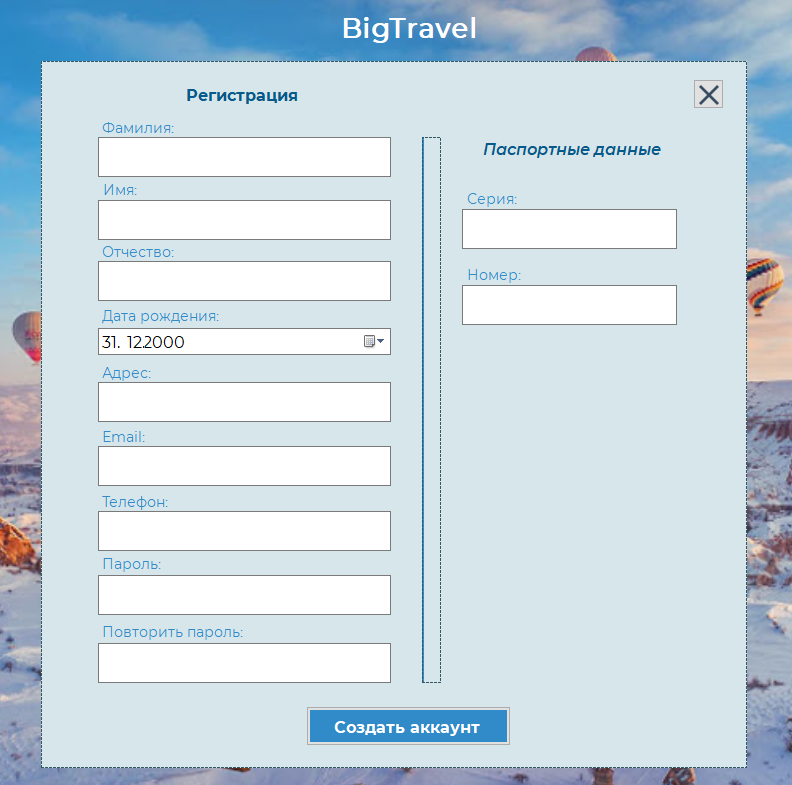 BigTravel
Регистрация
Фамилия:
Имя:
Отчество:
Дата рождения:
31. 12.2000
Адрес:
Email:
Телефон:
Пароль:
Повторить пароль:
Паспортные данные
Серия:
Номер:
Создать аккаунт